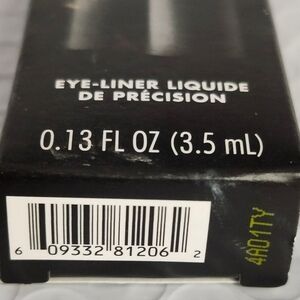 EYE-LINER LIQUIDE
DE PRÉCISION
0.13 FL OZ (3.5 mL)
6 09332 81206 2
4A01TY